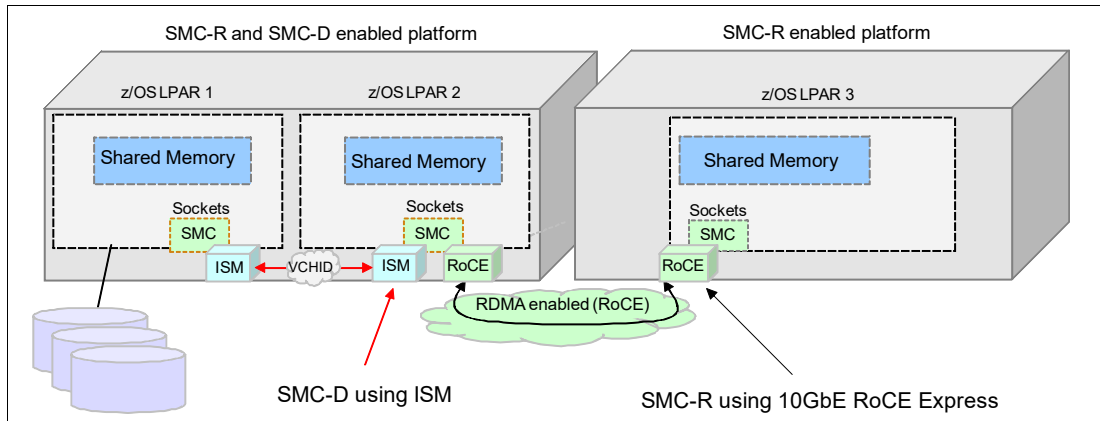 SMC-R and SMC-D enabled platform
SMC-R enabled platform
z/OS LPAR 1
z/OS LPAR 2
z/OS LPAR 3
Shared Memory
Shared Memory
Shared Memory
Sockets
Sockets
Sockets
SMC
SMC
SMC
ISM
VCHID
ISM
RoCE
RoCE
RDMA enabled (RoCE)
SMC-D using ISM
SMC-R using 10GbE RoCE Express